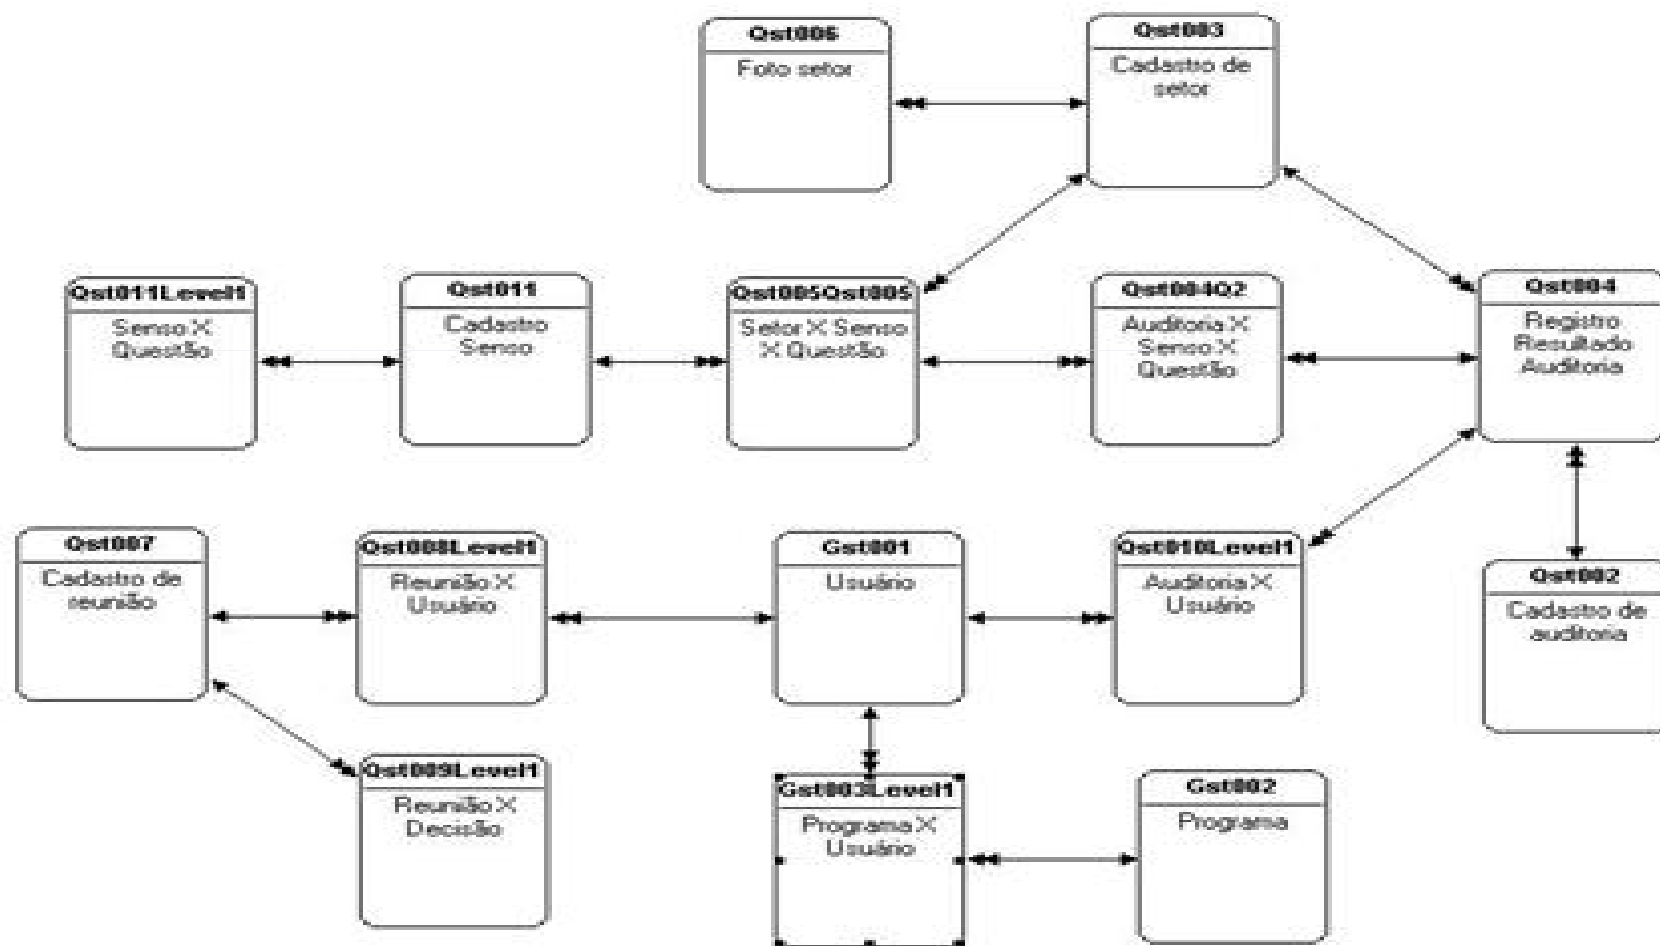 Qst006
Foto setor
Qst003
Cadastro de
setor
Qst011Level1
Senso X
Questão
Qst011
Cadastro
Senso
Qst005Qst005
Setor X Senso
X Questão
Qst004Q2
Auditoria X
Senso X
Questão
Qst004
Registro
Resultado
Auditoria
Qst007
Cadastro de
reunião
Qst008Level1
Reunião X
Usuário
Gst001
Usuário
Qst010Level1
Auditoria X
Usuário
Qst002
Cadastro de
auditoria
Qst009Level1
Reunião X
Decisão
Gst003Level1
Programa X
Usuário
Gst002
Programa